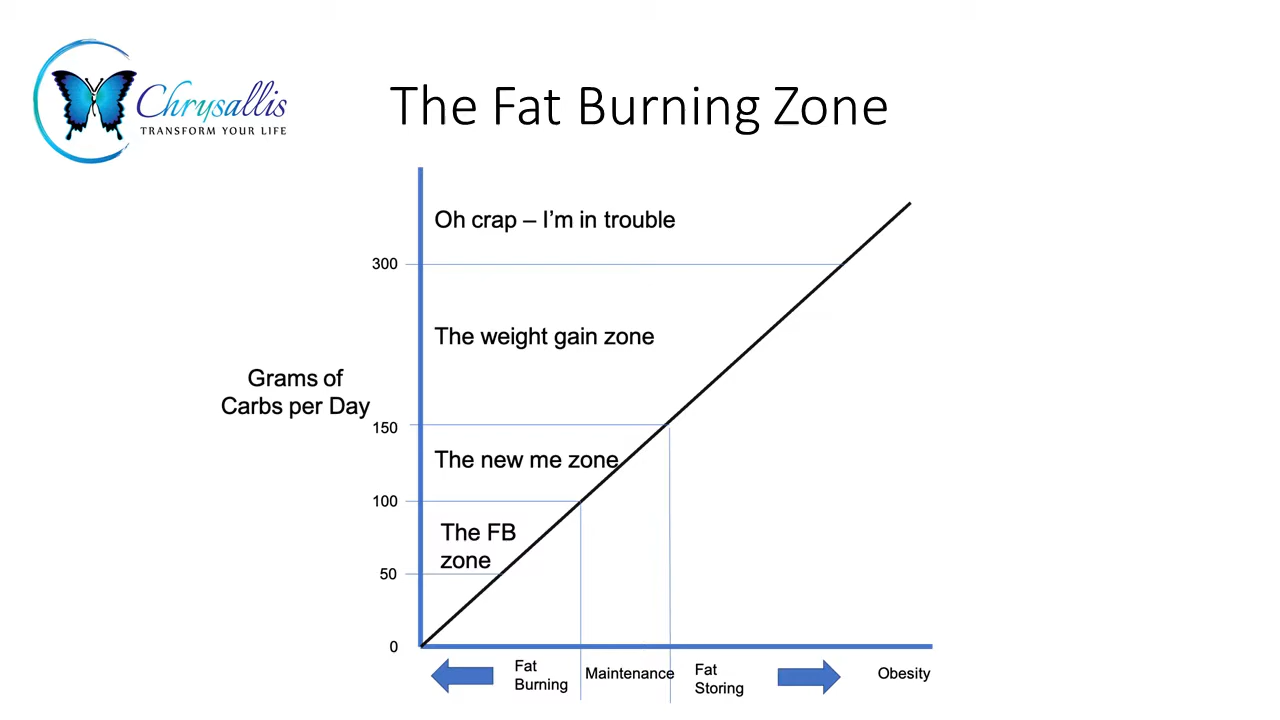 Chrysallis
TRANSFORM YOUR LIFE
The Fat Burning Zone
Oh crap – I'm in trouble
300
The weight gain zone
Grams of
Carbs per Day
150
The new me zone
100
The FB
zone
50
0
Fat
Burning
Maintenance
Fat
Storing
Obesity